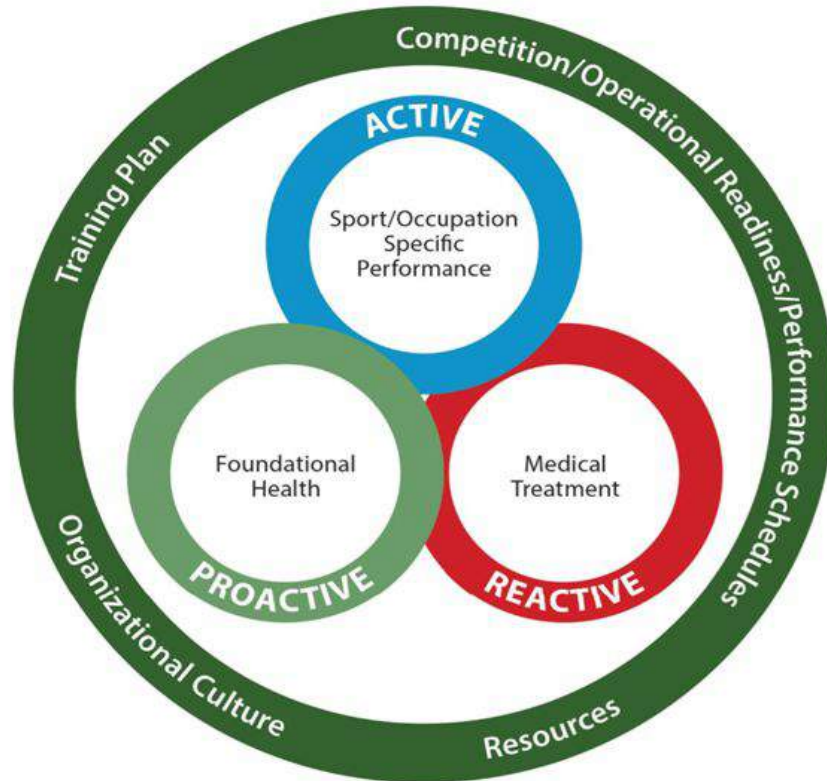 Competition/Operational Readiness/Performance Schedules
Training Plan
ACTIVE
Sport/Occupation
Specific
Performance
Foundational
Health
PROACTIVE
Medical
Treatment
REACTIVE
Organizational Culture
Resources